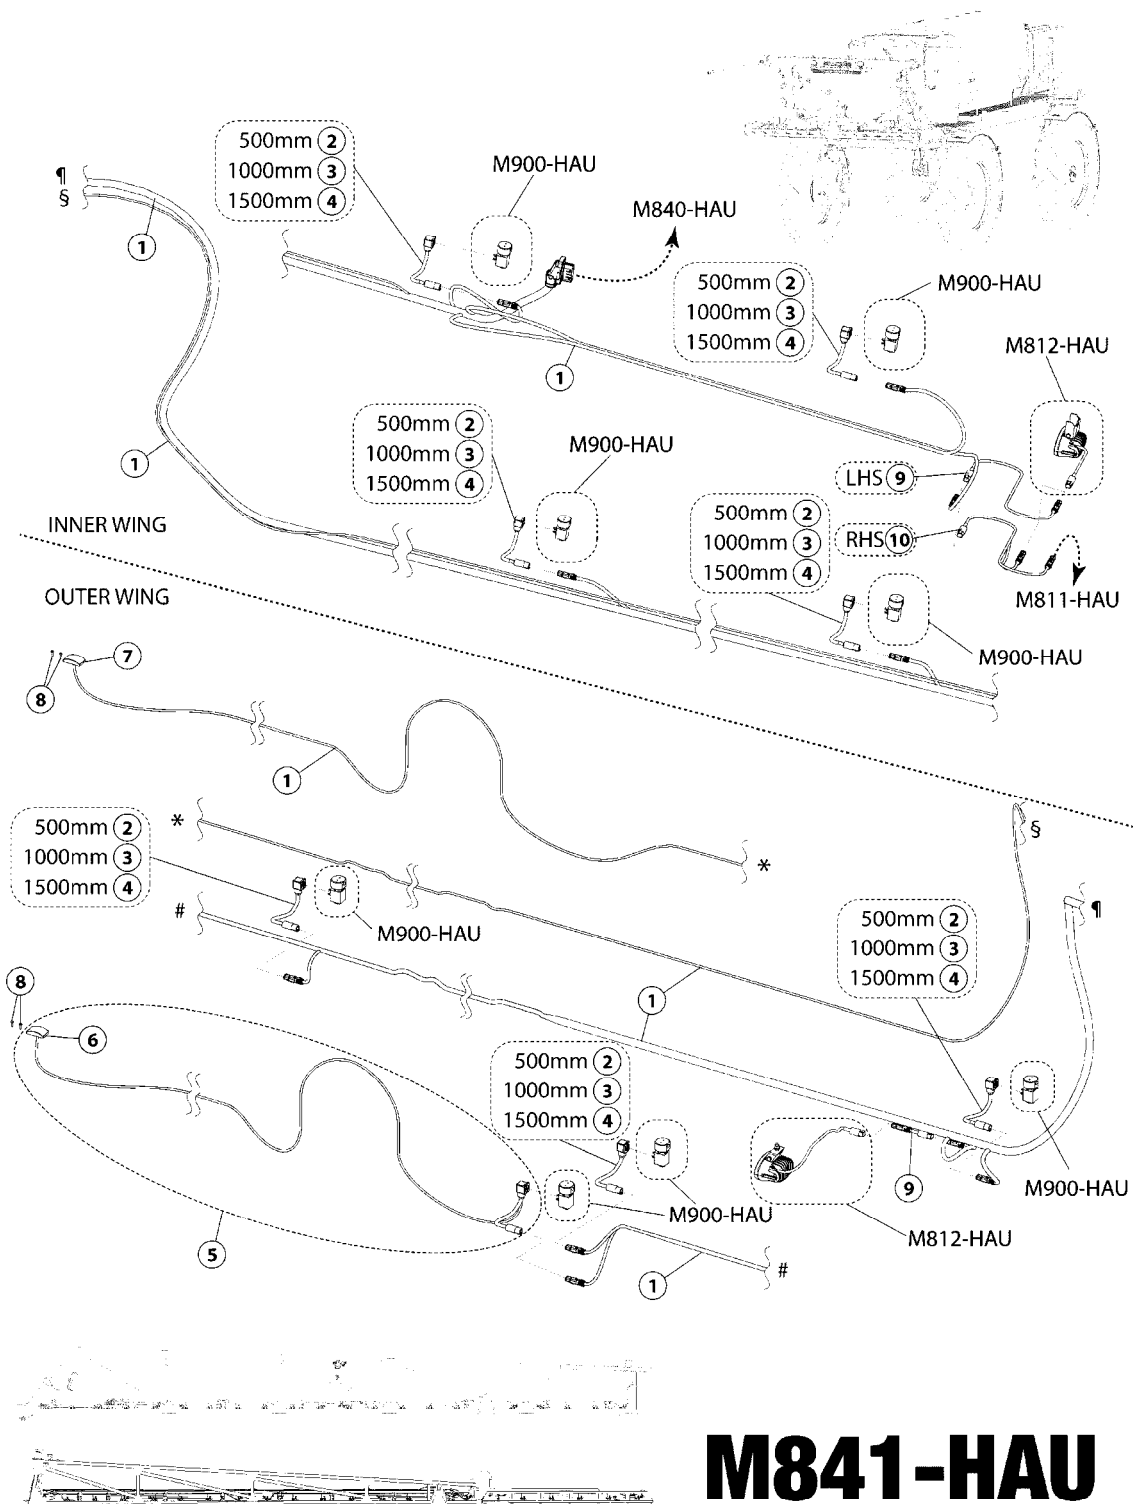 500mm 2
1000mm 3
1500mm 4
M900-HAU
M840-HAU
¶
§
1
500mm 2
1000mm 3
1500mm 4
M900-HAU
M812-HAU
1
500mm 2
1000mm 3
1500mm 4
M900-HAU
1
LHS 9
500mm 2
1000mm 3
1500mm 4
RHS 10
INNER WING
OUTER WING
M811-HAU
M900-HAU
7
8
1
500mm 2
1000mm 3
1500mm 4
*
*
§
#
M900-HAU
500mm 2
1000mm 3
1500mm 4
¶
8
6
1
500mm 2
1000mm 3
1500mm 4
9
M900-HAU
M900-HAU
M812-HAU
5
1
#
M841-HAU